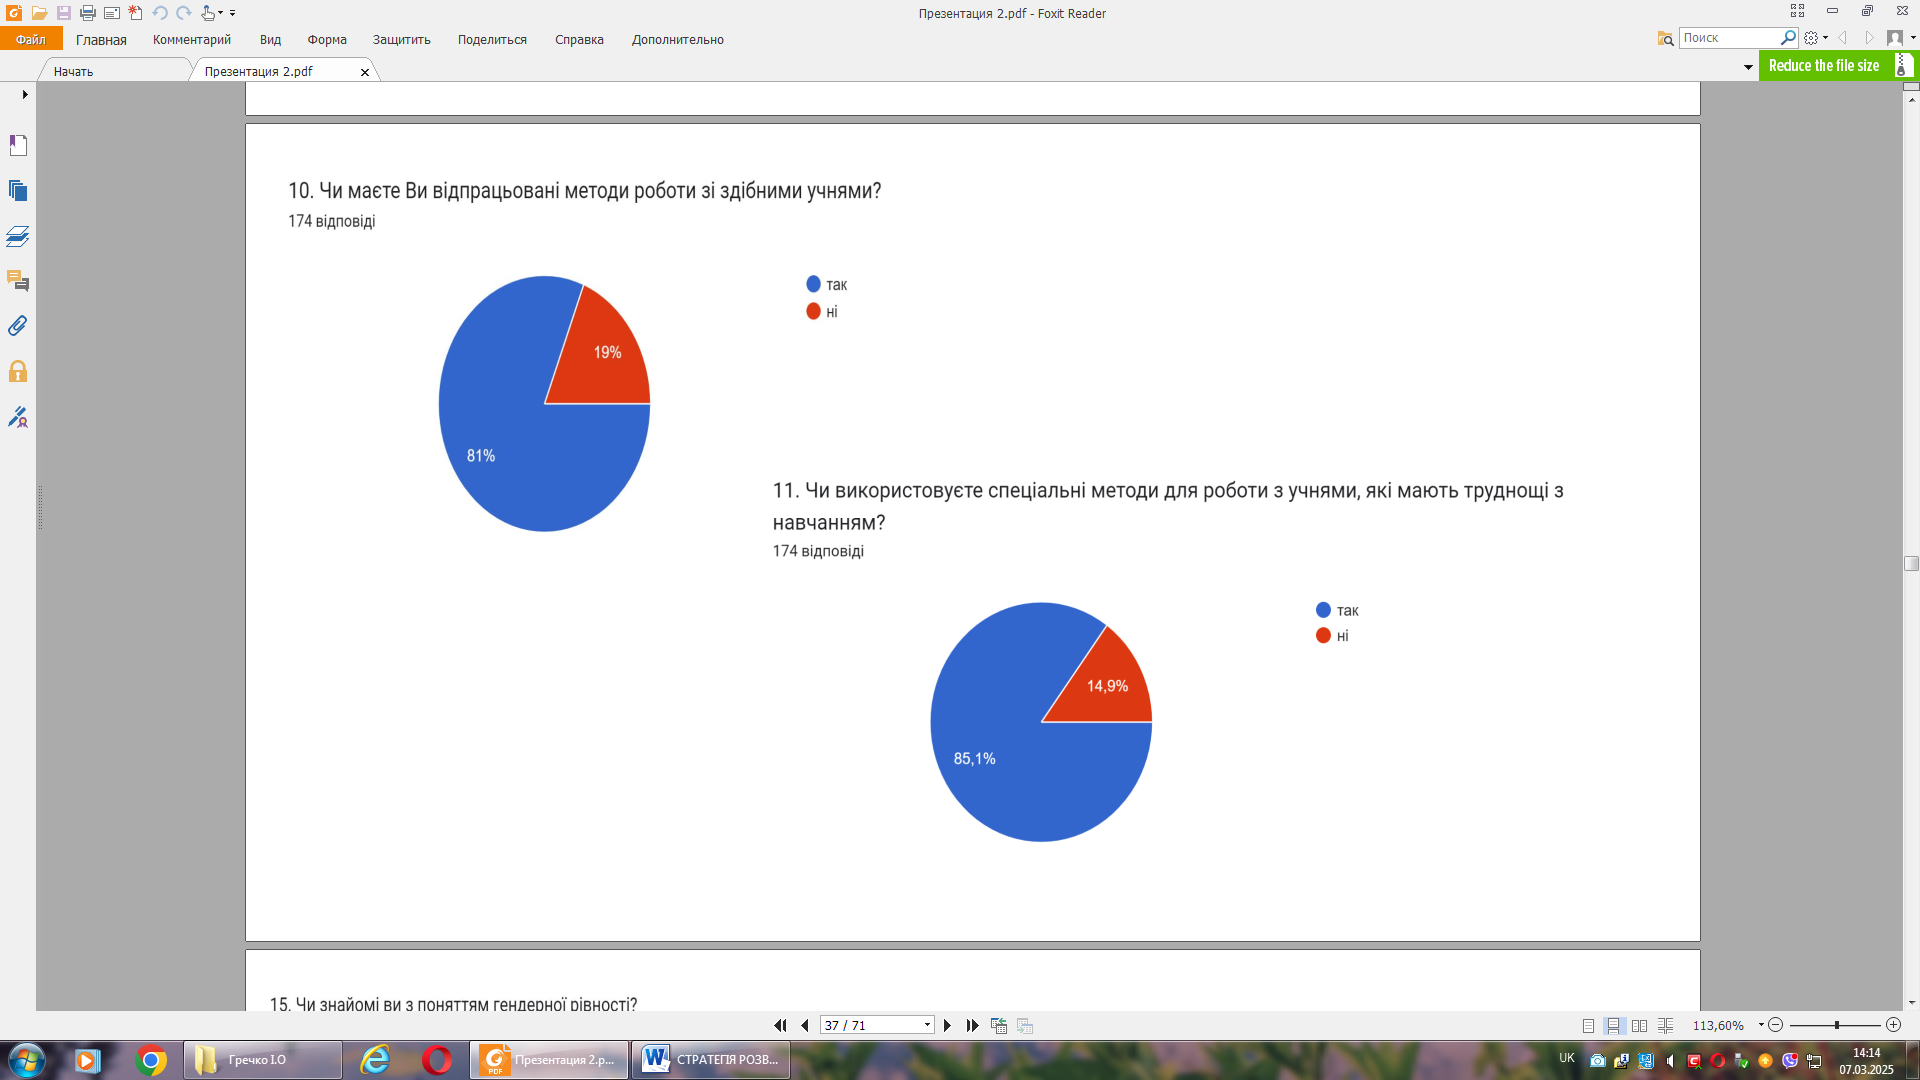 Презентация 2.pdf - Foxit Reader
Файл Главная Комментарий Вид Форма Защитить Поделиться Справка Дополнительно
Поиск
Начать
Презентация 2.pdf
Reduce the file size
10. Чи маєте Ви відпрацьовані методи роботи зі здібними учнями?
174 відповіді
так
ні
19%
81%
11. Чи використовуєте спеціальні методи для роботи з учнями, які мають труднощі з
навчанням?
174 відповіді
так
ні
14,9%
85,1%
15. Чи знайомі ви з поняттям гендерної рівності?
37 / 71
113,60%
Гречко І.О
PDF
Презентация 2.p...
СТРАТЕГІЯ РОЗВ...
UK
14:14
07.03.2025